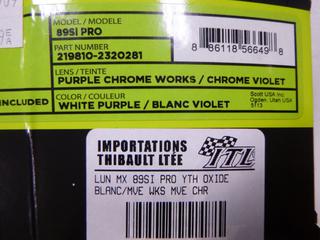 MODEL / MODELE
89SI PRO
PART NUMBER
219810-2320281
8 86118 56649 8
LENS / TEINTE
PURPLE CHROME WORKS / CHROME VIOLET
INCLUDED
COLOR / COULEUR
WHITE PURPLE / BLANC VIOLET
Scott USA Inc
Ogden, Utah USA
5113
IMPORTATIONS
THIBAULT LTÉE
ITL
LUN MX 89SI PRO YTH OXIDE
BLANC/MVE WKS MVE CHR